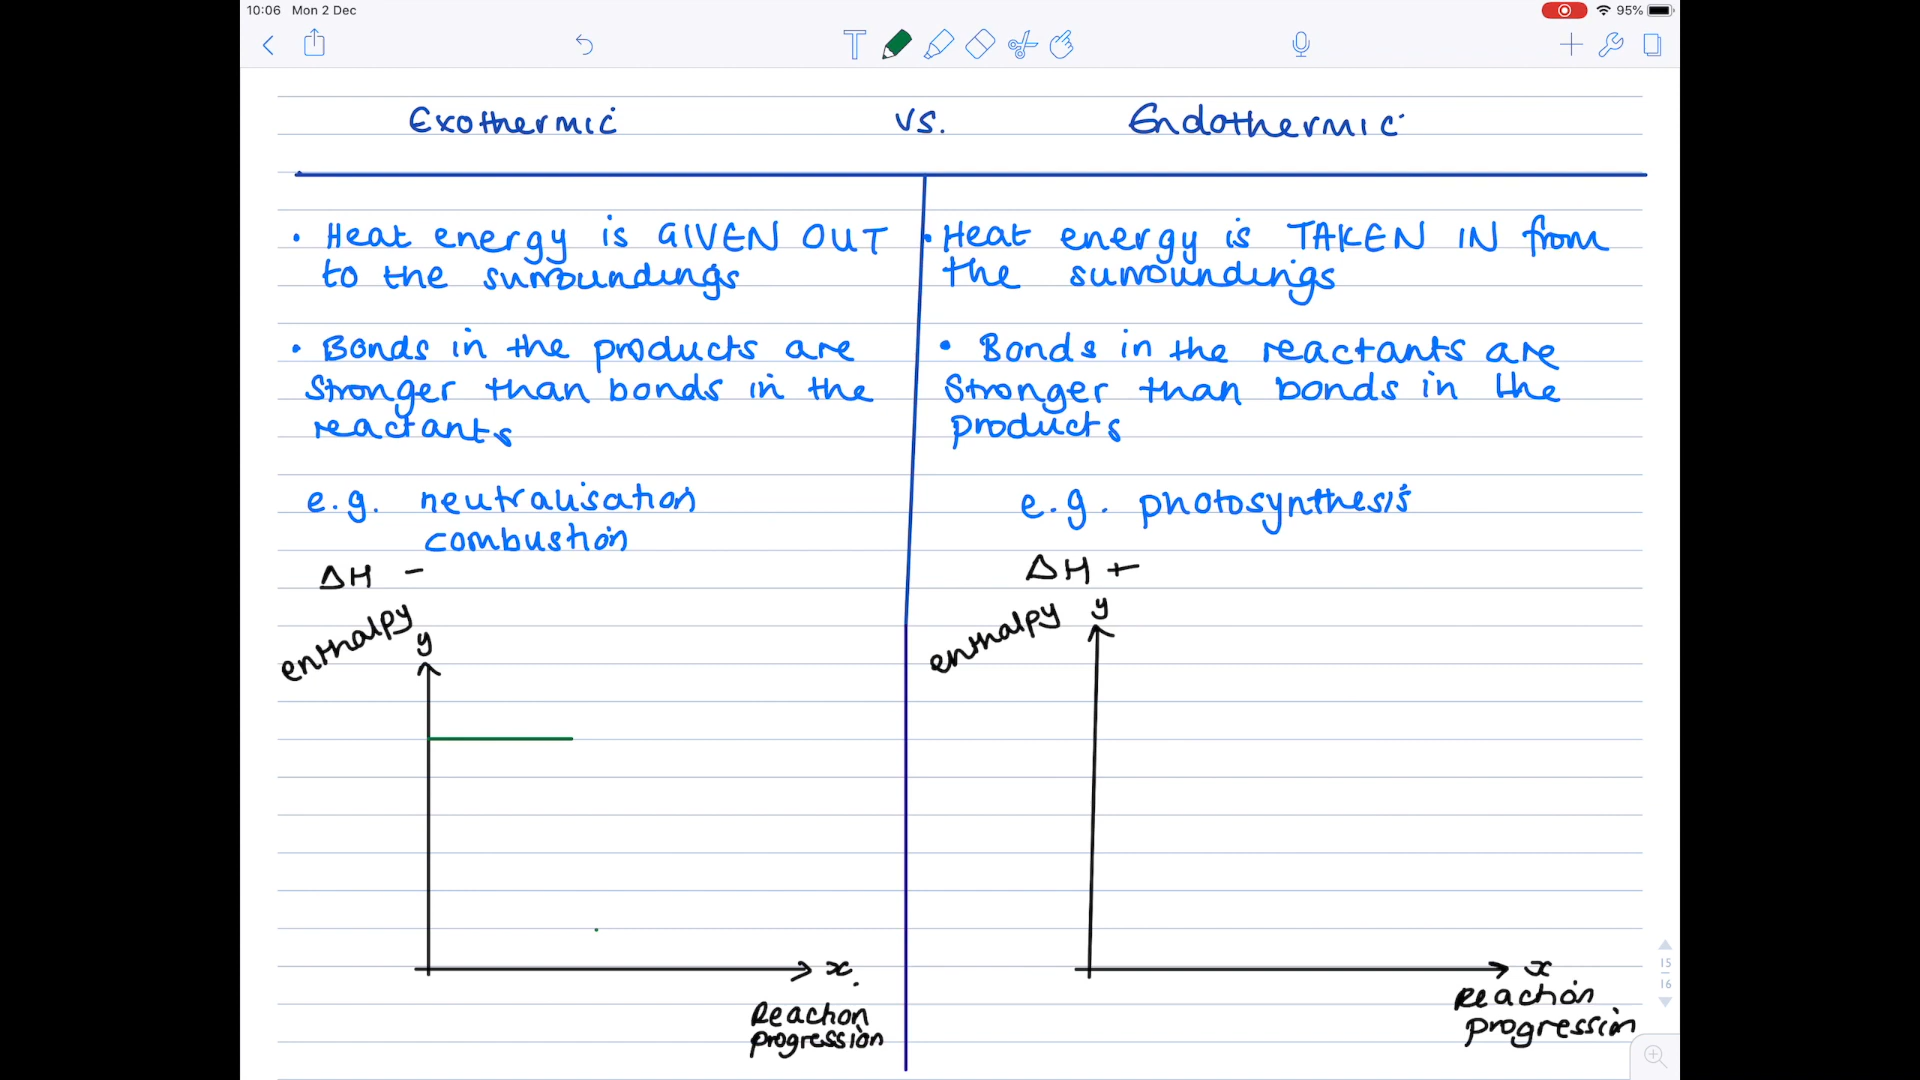 10:06 Mon 2 Dec
95%
T
Exothermic vs. Endothermic
• Heat energy is GIVEN OUT
to the surroundings
• Bonds in the products are
stronger than bonds in the
reactants
e.g. neutralisation
combustion
ΔH -
enthalpy
y
x
Reaction
progression
• Heat energy is TAKEN IN from
the surroundings
• Bonds in the reactants are
stronger than bonds in the
products
e.g. photosynthesis
ΔH +
enthalpy
y
x
Reaction
progression
15
16